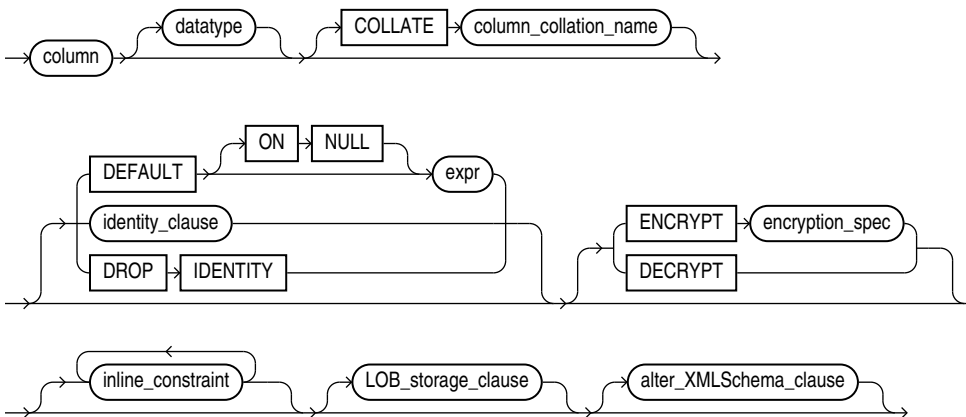 datatype COLLATE column_collation_name
column
ON NULL
DEFAULT expr
identity_clause ENCRYPT encryption_spec
DROP IDENTITY DECRYPT
inline_constraint LOB_storage_clause alter_XMLSchema_clause